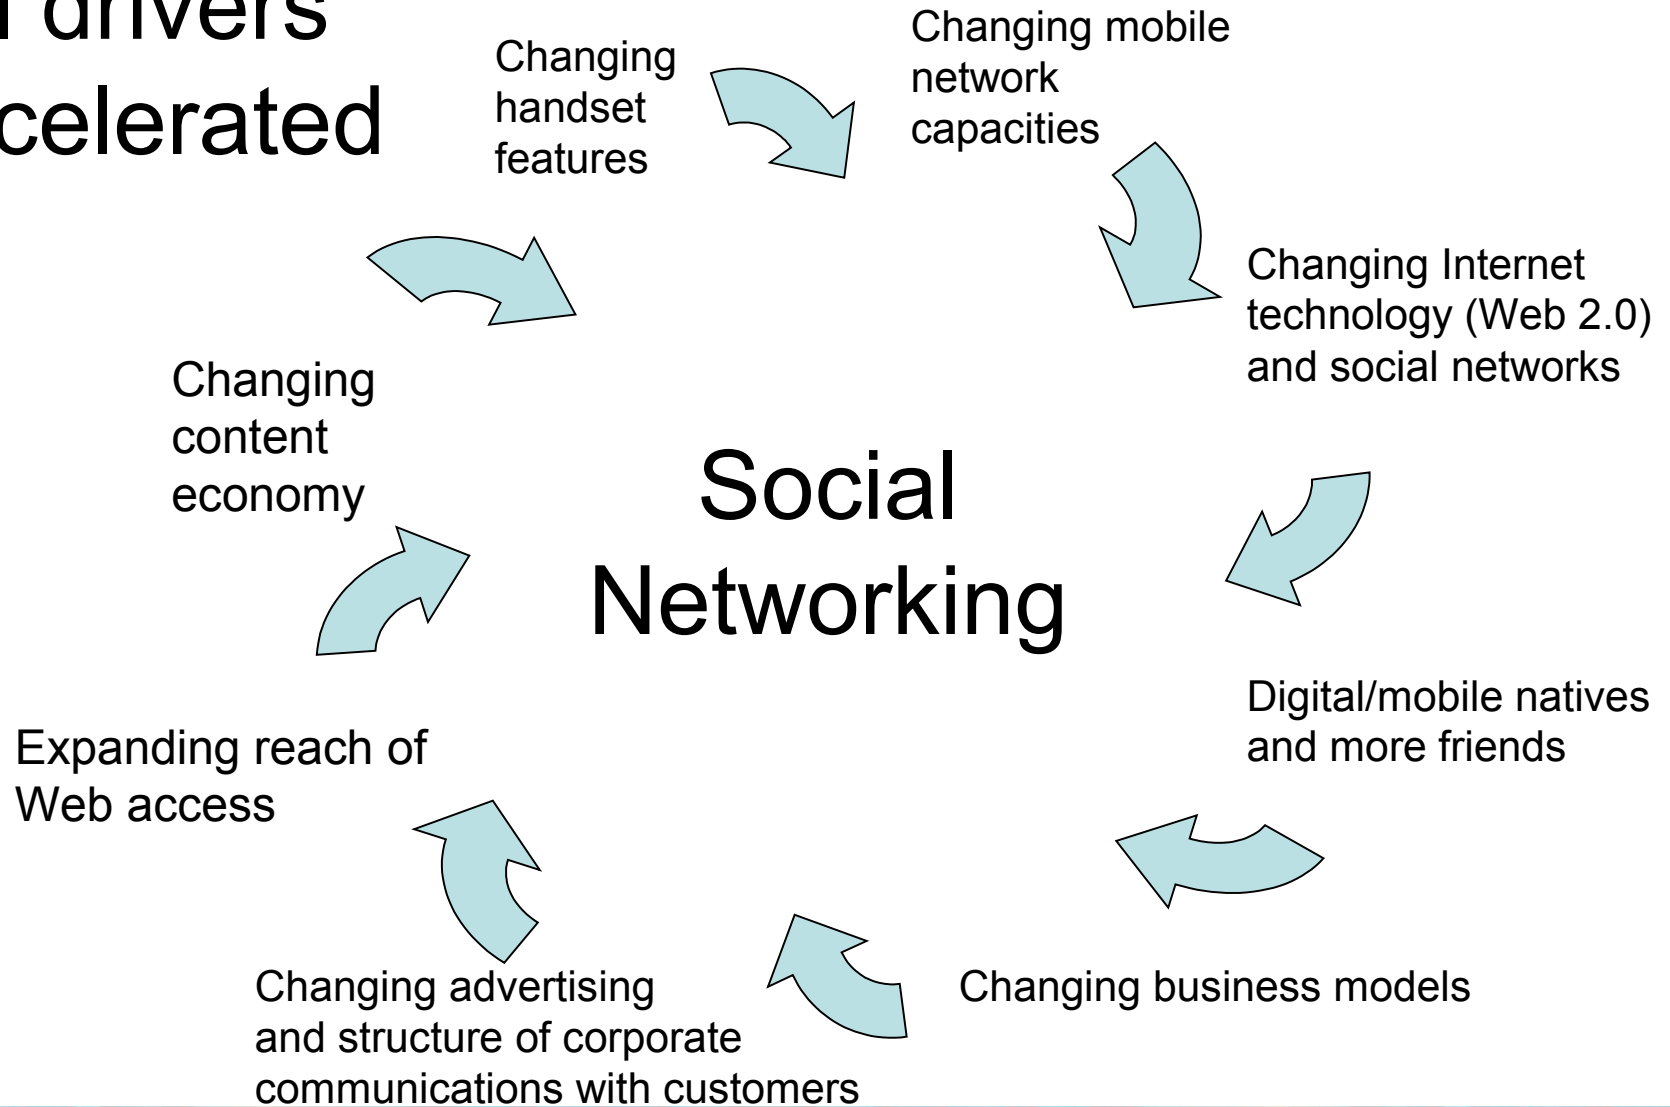 drivers
Changing
handset
features
Changing mobile
network
capacities
Changing Internet
technology (Web 2.0)
and social networks
Changing
content
economy
Social
Networking
Digital/mobile natives
and more friends
Expanding reach of
Web access
Changing business models
Changing advertising
and structure of corporate
communications with customers